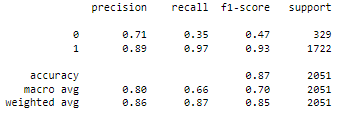 precision recall f1-score support
0 0.71 0.35 0.47 329
1 0.89 0.97 0.93 1722
accuracy 0.87 2051
macro avg 0.80 0.66 0.70 2051
weighted avg 0.86 0.87 0.85 2051